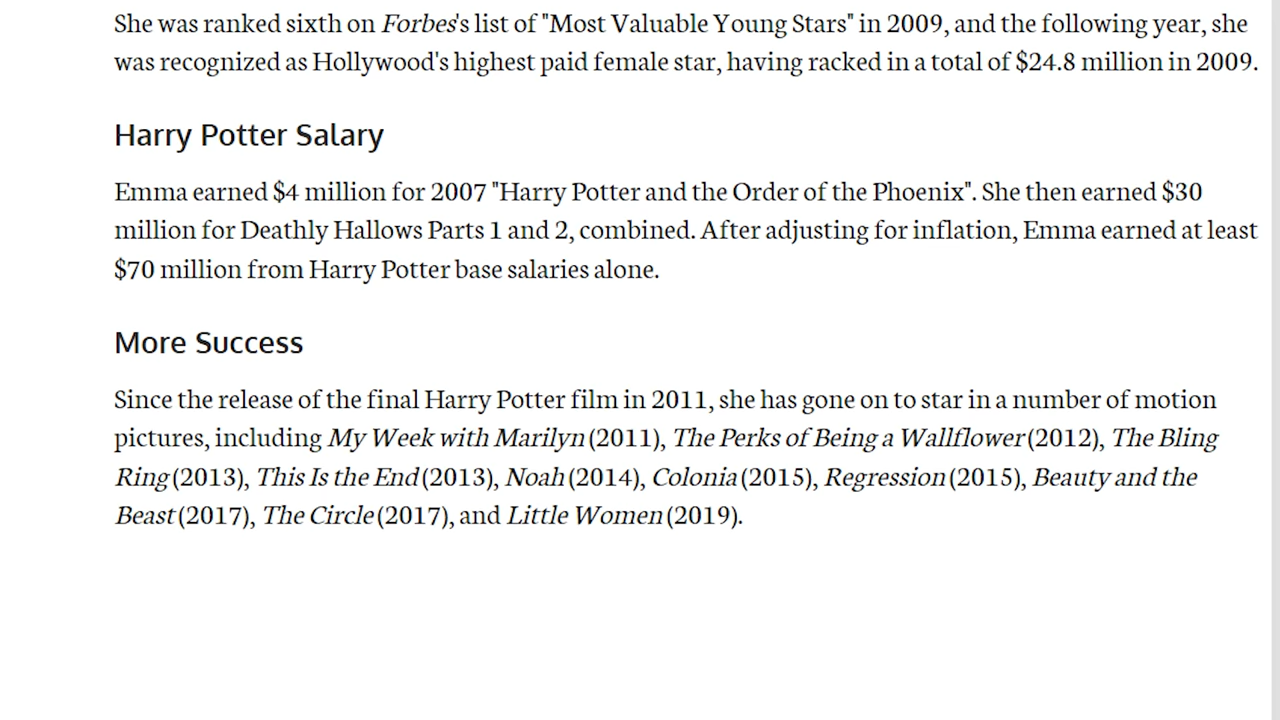 She was ranked sixth on Forbes's list of "Most Valuable Young Stars" in 2009, and the following year, she
was recognized as Hollywood's highest paid female star, having racked in a total of $24.8 million in 2009.
Harry Potter Salary
Emma earned $4 million for 2007 "Harry Potter and the Order of the Phoenix". She then earned $30
million for Deathly Hallows Parts 1 and 2, combined. After adjusting for inflation, Emma earned at least
$70 million from Harry Potter base salaries alone.
More Success
Since the release of the final Harry Potter film in 2011, she has gone on to star in a number of motion
pictures, including My Week with Marilyn (2011), The Perks of Being a Wallflower (2012), The Bling
Ring (2013), This Is the End (2013), Noah (2014), Colonia (2015), Regression (2015), Beauty and the
Beast (2017), The Circle (2017), and Little Women (2019).